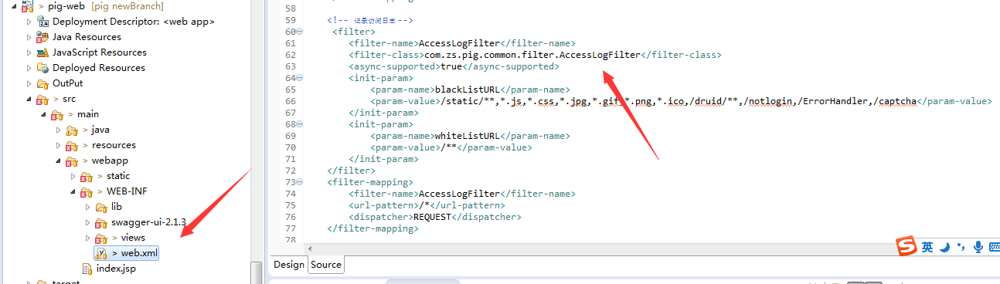 > pig-web [pig newBranch]
Deployment Descriptor: <web app>
Java Resources
JavaScript Resources
Deployed Resources
OutPut
> src
> main
> java
> resources
> webapp
> static
WEB-INF
lib
swagger-ui-2.1.3
> views
> web.xml
index.jsp
target
58
59 <!-- 记录访问日志 -->
60 <filter>
61 <filter-name>AccessLogFilter</filter-name>
62 <filter-class>com.zs.pig.common.filter.AccessLogFilter</filter-class>
63 <async-supported>true</async-supported>
64 <init-param>
65 <param-name>blackListURL</param-name>
66 <param-value>/static/**,*.js,*.css,*.jpg,*.gif,*.png,*.ico,/druid/**,/notlogin,/ErrorHandler,/captcha</param-value>
67 </init-param>
68 <init-param>
69 <param-name>whiteListURL</param-name>
70 <param-value>/**</param-value>
71 </init-param>
72 </filter>
73 <filter-mapping>
74 <filter-name>AccessLogFilter</filter-name>
75 <url-pattern>/*</url-pattern>
76 <dispatcher>REQUEST</dispatcher>
77 </filter-mapping>
78
Design Source
S 英